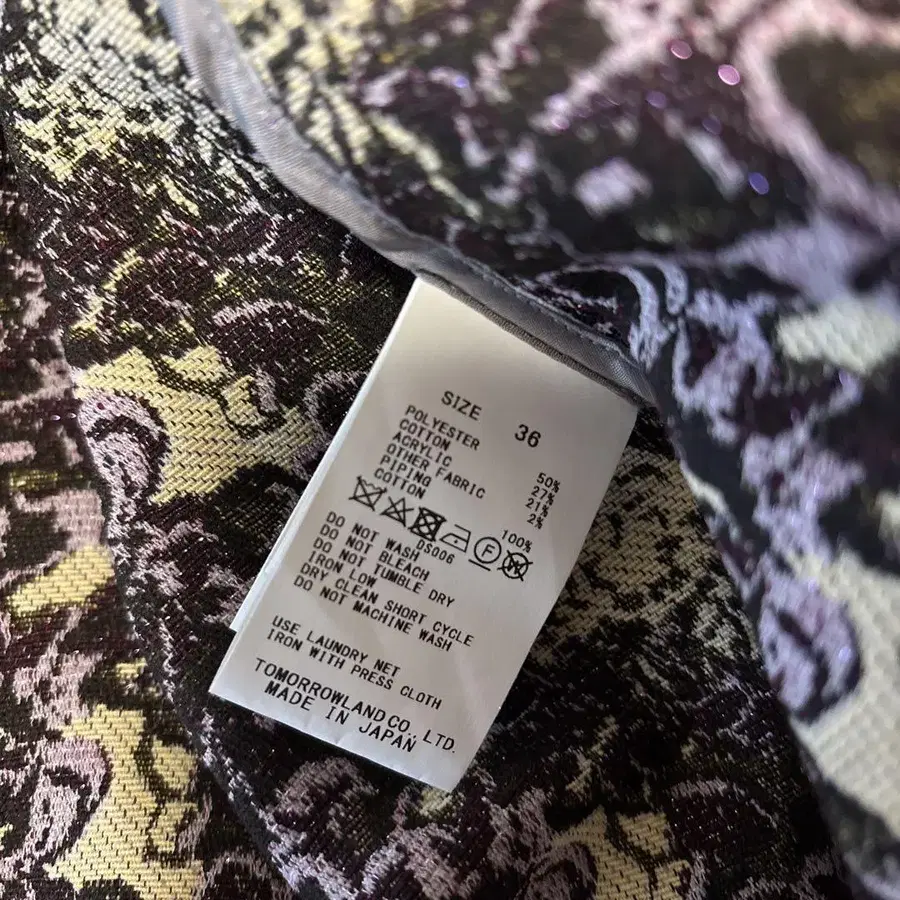 SIZE 36
POLYESTER 50%
COTTON 27%
ACRYLIC 21%
OTHER FABRIC 2%
PIPING
COTTON 100%
F
DS006
DO NOT WASH
DO NOT BLEACH
DO NOT TUMBLE DRY
IRON LOW
DRY CLEAN SHORT CYCLE
DO NOT MACHINE WASH
USE LAUNDRY NET
IRON WITH PRESS CLOTH
TOMORROWLAND CO., LTD.
MADE IN JAPAN